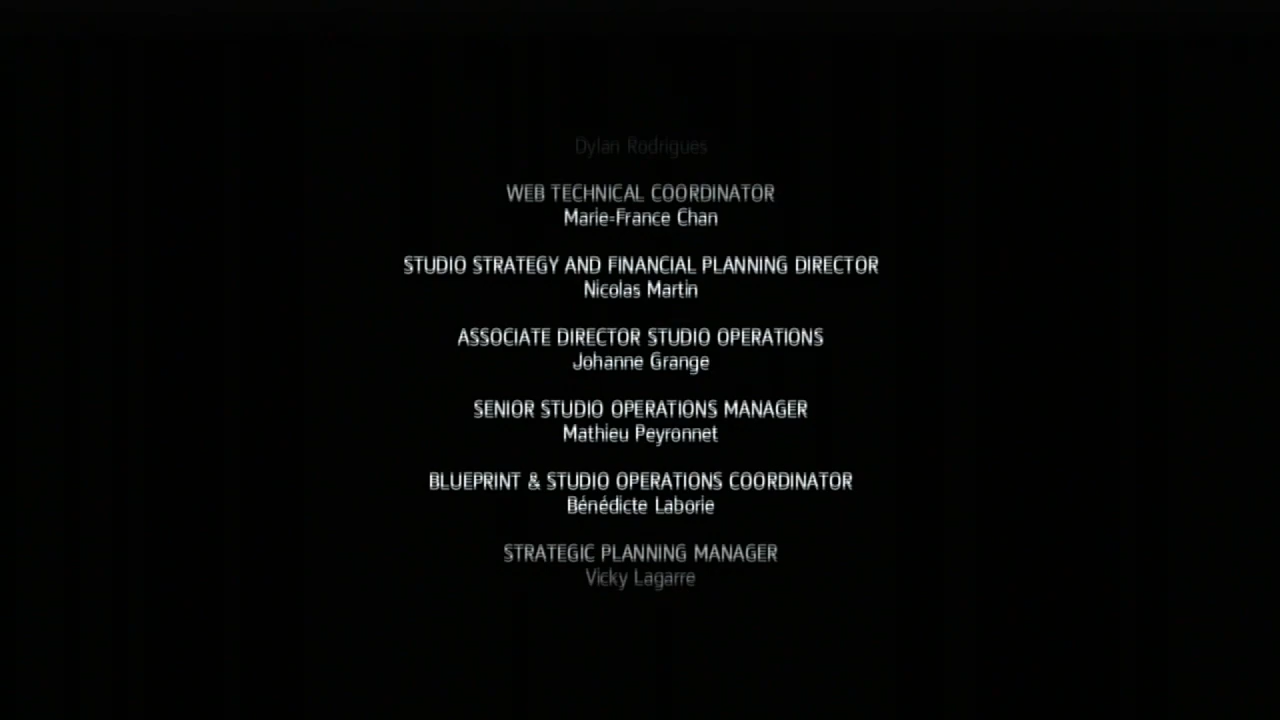 Dylan Rodrigues
WEB TECHNICAL COORDINATOR
Marie-France Chan
STUDIO STRATEGY AND FINANCIAL PLANNING DIRECTOR
Nicolas Martin
ASSOCIATE DIRECTOR STUDIO OPERATIONS
Johanne Grange
SENIOR STUDIO OPERATIONS MANAGER
Mathieu Peyronnet
BLUEPRINT & STUDIO OPERATIONS COORDINATOR
Bénédicte Laborie
STRATEGIC PLANNING MANAGER
Vicky Lagarre